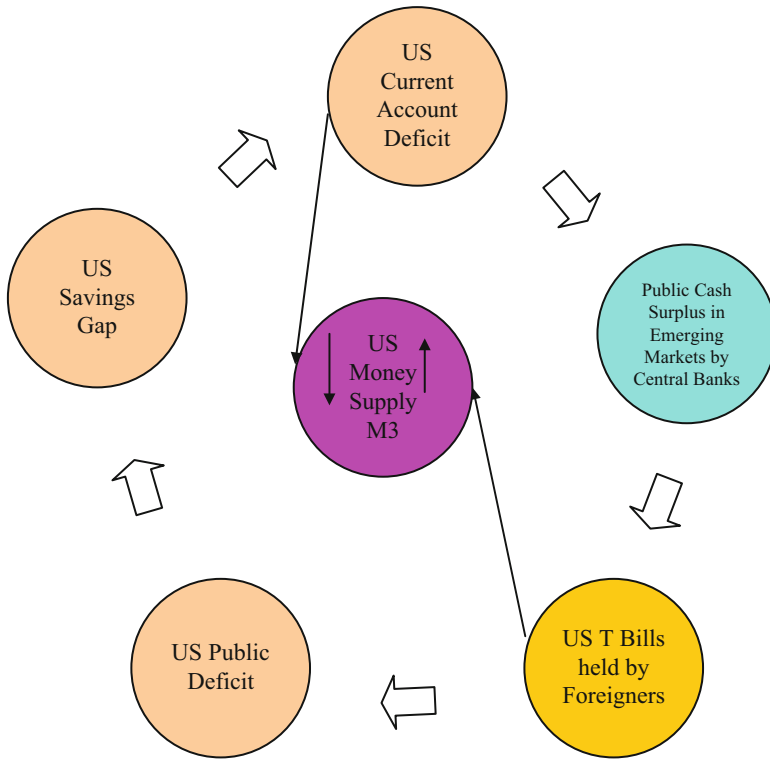 US
Current
Account
Deficit
US
Savings
Gap
Public Cash
Surplus in
Emerging
Markets by
Central Banks
US
Money
Supply
M3
US Public
Deficit
US T Bills
held by
Foreigners